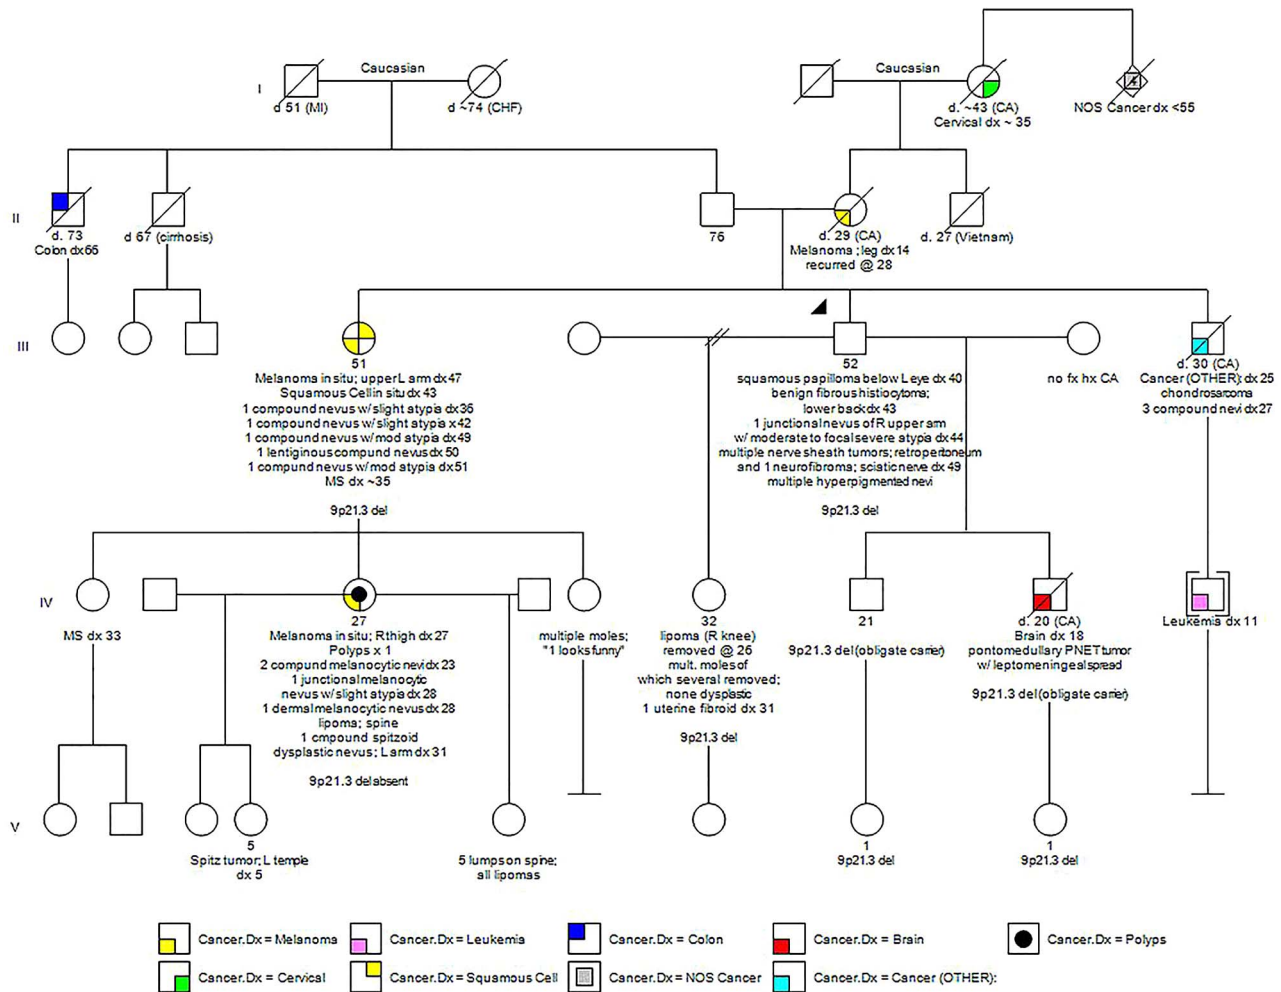 Caucasian
Caucasian
I
d 51 (MI)
d ~74 (CHF)
d. ~43 (CA)
Cervical dx ~ 35
4
NOS Cancer dx <55
II
d. 73
Colon dx66
d 67 (cirrhosis)
76
d. 29 (CA)
Melanoma ; leg dx14
recurred @ 28
d. 27 (Vietnam)
III
51
Melanoma in situ; upper L arm dx 47
Squamous Cell in situ dx 43
1 compound nevus w/ slight atypia dx36
1 compound nevus w/ slight atypia x42
1 compound nevus w/ mod atypia dx49
1 lentiginous compund nevus dx 50
1 compund nevus w/ mod atypia dx51
MS dx ~35
9p21.3 del
52
squamous papilloma below L eye dx 40
benign fibrous histiocytoma;
lower back dx 43
1 junctional nevus of R upper arm
w/ moderate to focal severe atypia dx 44
multiple nerve sheath tumors; retroperitoneum
and 1 neurofibroma; sciatic nerve dx 49
multiple hyperpigmented nevi
9p21.3 del
no fx hx CA
d. 30 (CA)
Cancer (OTHER): dx 25
chondrosarcoma
3 compound nevi dx27
IV
MS dx 33
27
Melanoma in situ; R thigh dx 27
Polyps x 1
2 compund melanocytic nevi dx 23
1 junctional melanocytic
nevus w/ slight atypia dx 28
1 dermal melanocytic nevus dx 28
lipoma; spine
1 cmpound spitzoid
dysplastic nevus; L arm dx 31
9p21.3 del absent
multiple moles;
"1 looks funny"
32
lipoma (R knee)
removed @ 26
mult. moles of
which several removed;
none dysplastic
1 uterine fibroid dx 31
9p21.3 del
21
9p21.3 del (obligate carrier)
d. 20 (CA)
Brain dx 18
pontomedullary PNET tumor
w/ leptomeningeal spread
9p21.3 del (obligate carrier)
Leukemia dx 11
V
5
Spitz tumor; L temple
dx 5
5 lumps on spine;
all lipomas
1
9p21.3 del
1
9p21.3 del
Cancer.Dx = Melanoma
Cancer.Dx = Leukemia
Cancer.Dx = Colon
Cancer.Dx = Brain
Cancer.Dx = Polyps
Cancer.Dx = Cervical
Cancer.Dx = Squamous Cell
Cancer.Dx = NOS Cancer
Cancer.Dx = Cancer (OTHER):